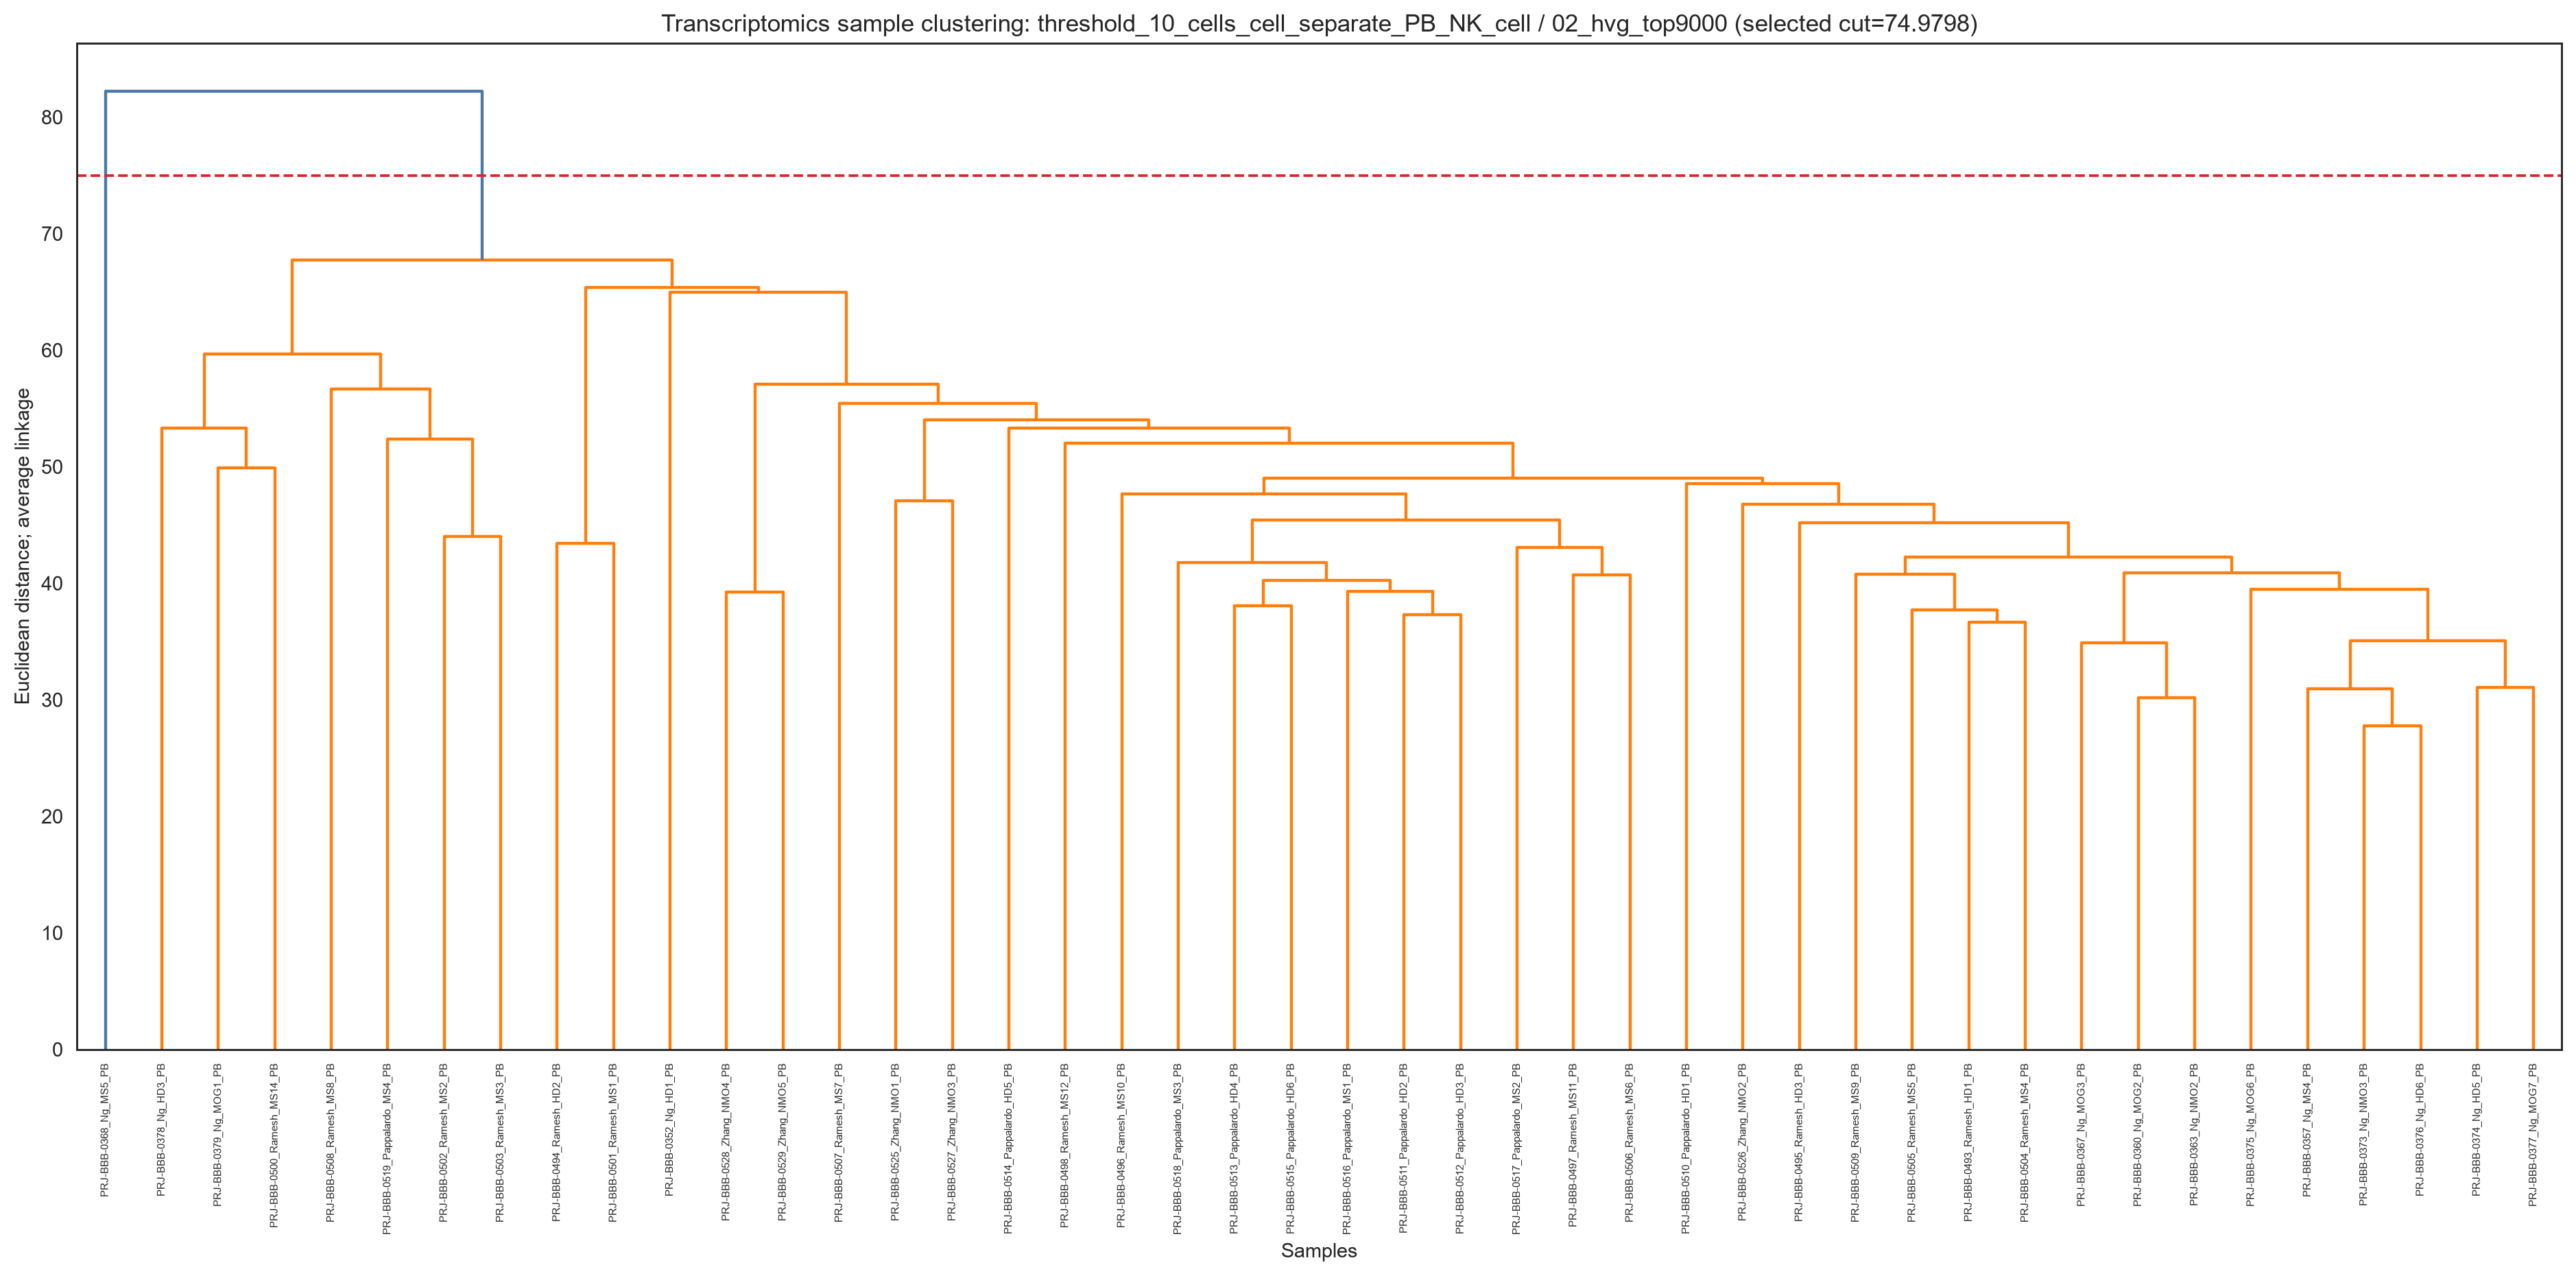 Transcriptomics sample clustering: threshold_10_cells_cell_separate_PB_NK_cell / 02_hvg_top9000 (selected cut=74.9798)
Euclidean distance; average linkage
80
70
60
50
40
30
20
10
0
PRJ-BBB-0368_Ng_MS5_PB
PRJ-BBB-0378_Ng_HD3_PB
PRJ-BBB-0379_Ng_MOG1_PB
PRJ-BBB-0500_Ramesh_MS14_PB
PRJ-BBB-0508_Ramesh_MS8_PB
PRJ-BBB-0519_Pappalardo_MS4_PB
PRJ-BBB-0502_Ramesh_MS2_PB
PRJ-BBB-0503_Ramesh_MS3_PB
PRJ-BBB-0494_Ramesh_HD2_PB
PRJ-BBB-0501_Ramesh_MS1_PB
PRJ-BBB-0352_Ng_HD1_PB
PRJ-BBB-0528_Zhang_NMO4_PB
PRJ-BBB-0529_Zhang_NMO5_PB
PRJ-BBB-0507_Ramesh_MS7_PB
PRJ-BBB-0525_Zhang_NMO1_PB
PRJ-BBB-0527_Zhang_NMO3_PB
PRJ-BBB-0514_Pappalardo_HD5_PB
PRJ-BBB-0498_Ramesh_MS12_PB
PRJ-BBB-0496_Ramesh_MS10_PB
PRJ-BBB-0518_Pappalardo_MS3_PB
PRJ-BBB-0513_Pappalardo_HD4_PB
PRJ-BBB-0515_Pappalardo_HD6_PB
PRJ-BBB-0516_Pappalardo_MS1_PB
PRJ-BBB-0511_Pappalardo_HD2_PB
PRJ-BBB-0512_Pappalardo_HD3_PB
PRJ-BBB-0517_Pappalardo_MS2_PB
PRJ-BBB-0497_Ramesh_MS11_PB
PRJ-BBB-0506_Ramesh_MS6_PB
PRJ-BBB-0510_Pappalardo_HD1_PB
PRJ-BBB-0526_Zhang_NMO2_PB
PRJ-BBB-0495_Ramesh_HD3_PB
PRJ-BBB-0509_Ramesh_MS9_PB
PRJ-BBB-0505_Ramesh_MS5_PB
PRJ-BBB-0493_Ramesh_HD1_PB
PRJ-BBB-0504_Ramesh_MS4_PB
PRJ-BBB-0367_Ng_MOG3_PB
PRJ-BBB-0360_Ng_MOG2_PB
PRJ-BBB-0363_Ng_NMO2_PB
PRJ-BBB-0375_Ng_MOG6_PB
PRJ-BBB-0357_Ng_MS4_PB
PRJ-BBB-0373_Ng_NMO3_PB
PRJ-BBB-0376_Ng_HD6_PB
PRJ-BBB-0374_Ng_HD5_PB
PRJ-BBB-0377_Ng_MOG7_PB
Samples